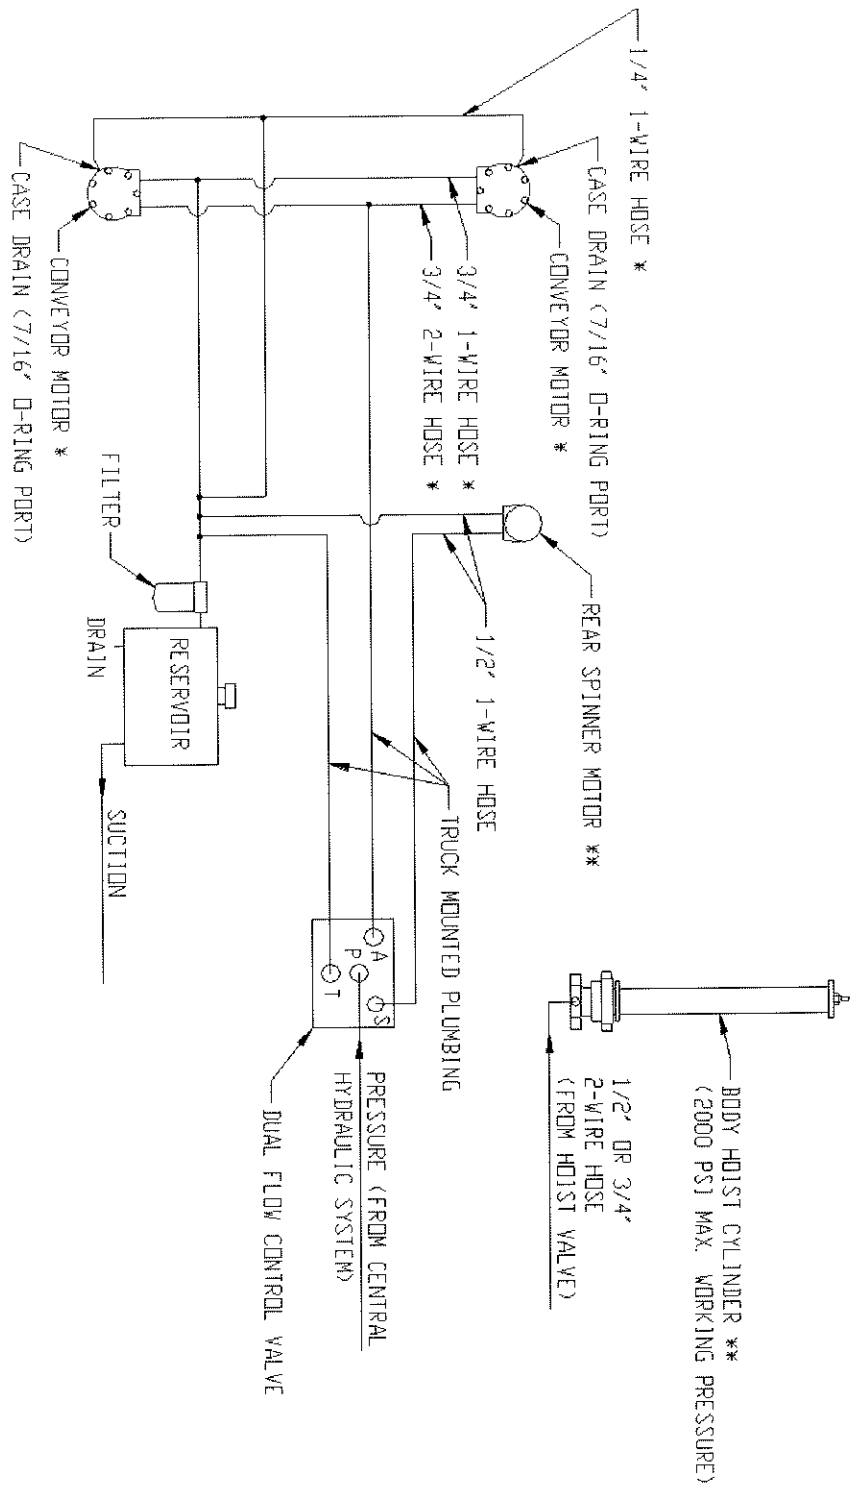 1/4" 1-WIRE HOSE *
CASE DRAIN (7/16" O-RING PORT)
CONVEYOR MOTOR *
3/4" 1-WIRE HOSE *
3/4" 2-WIRE HOSE *
CONVEYOR MOTOR *
CASE DRAIN (7/16" O-RING PORT)
REAR SPINNER MOTOR **
1/2" 1-WIRE HOSE
TRUCK MOUNTED PLUMBING
FILTER
DRAIN
RESERVOIR
SUCTION
BODY HOIST CYLINDER **
(2000 PSI MAX. WORKING PRESSURE)
1/2" OR 3/4"
2-WIRE HOSE
(FROM HOIST VALVE)
A
P
S
T
PRESSURE (FROM CENTRAL
HYDRAULIC SYSTEM)
DUAL FLOW CONTROL VALVE